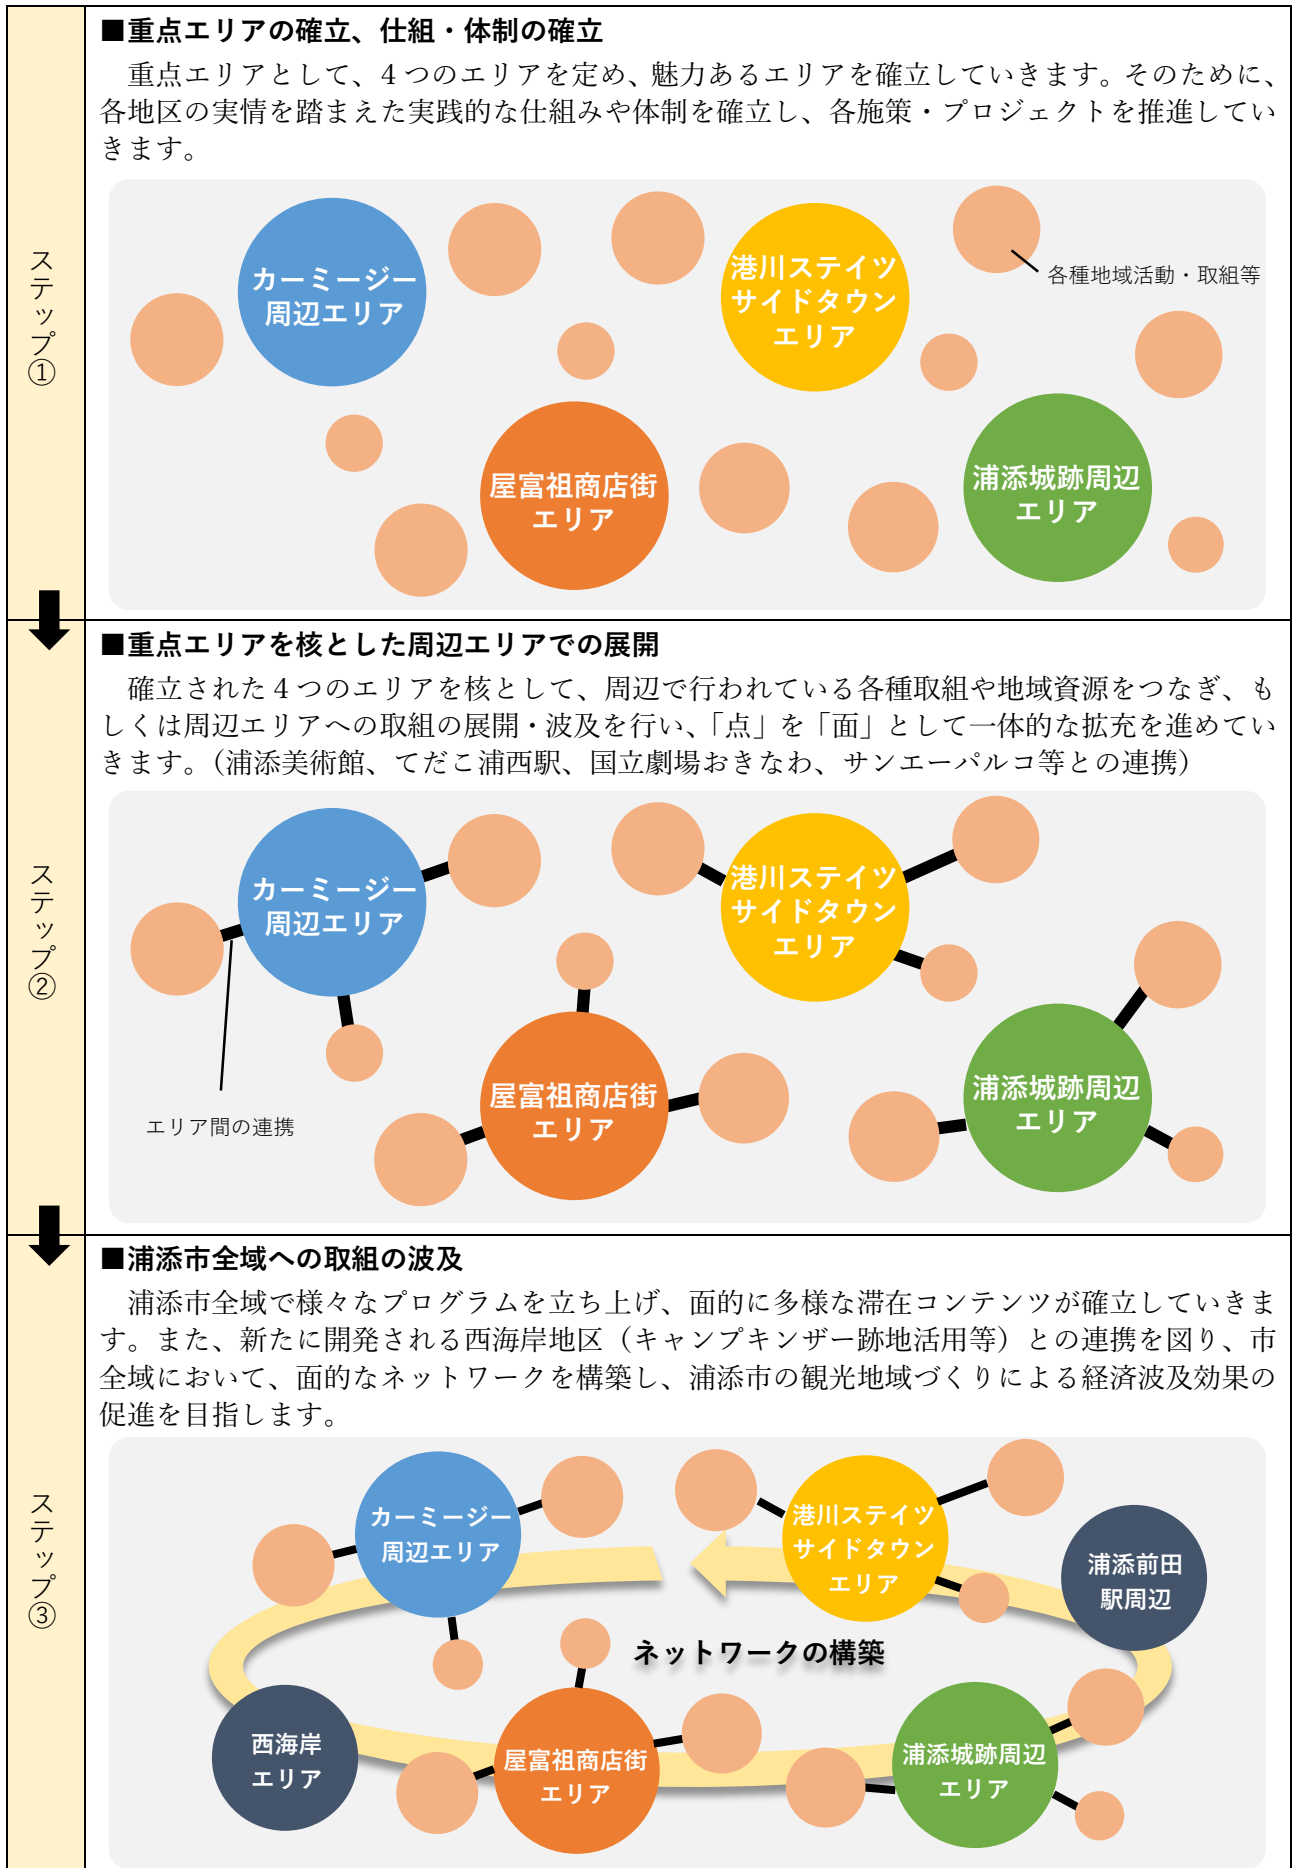 ステップ①
■重点エリアの確立、仕組・体制の確立
重点エリアとして、4つのエリアを定め、魅力あるエリアを確立していきます。そのために、
各地区の実情を踏まえた実践的な仕組みや体制を確立し、各施策・プロジェクトを推進してい
きます。
カーミージー
周辺エリア
港川ステイツ
サイドタウン
エリア
各種地域活動・取組等
屋富祖商店街
エリア
浦添城跡周辺
エリア
ステップ②
■重点エリアを核とした周辺エリアでの展開
確立された4つのエリアを核として、周辺で行われている各種取組や地域資源をつなぎ、も
しくは周辺エリアへの取組の展開・波及を行い、「点」を「面」として一体的な拡充を進めてい
きます。（浦添美術館、てだこ浦西駅、国立劇場おきなわ、サンエーパルコ等との連携）
カーミージー
周辺エリア
港川ステイツ
サイドタウン
エリア
屋富祖商店街
エリア
浦添城跡周辺
エリア
エリア間の連携
ステップ③
■浦添市全域への取組の波及
浦添市全域で様々なプログラムを立ち上げ、面的に多様な滞在コンテンツが確立していきま
す。また、新たに開発される西海岸地区（キャンプキンザー跡地活用等）との連携を図り、市
全域において、面的なネットワークを構築し、浦添市の観光地域づくりによる経済波及効果の
促進を目指します。
カーミージー
周辺エリア
港川ステイツ
サイドタウン
エリア
浦添前田
駅周辺
ネットワークの構築
西海岸
エリア
屋富祖商店街
エリア
浦添城跡周辺
エリア